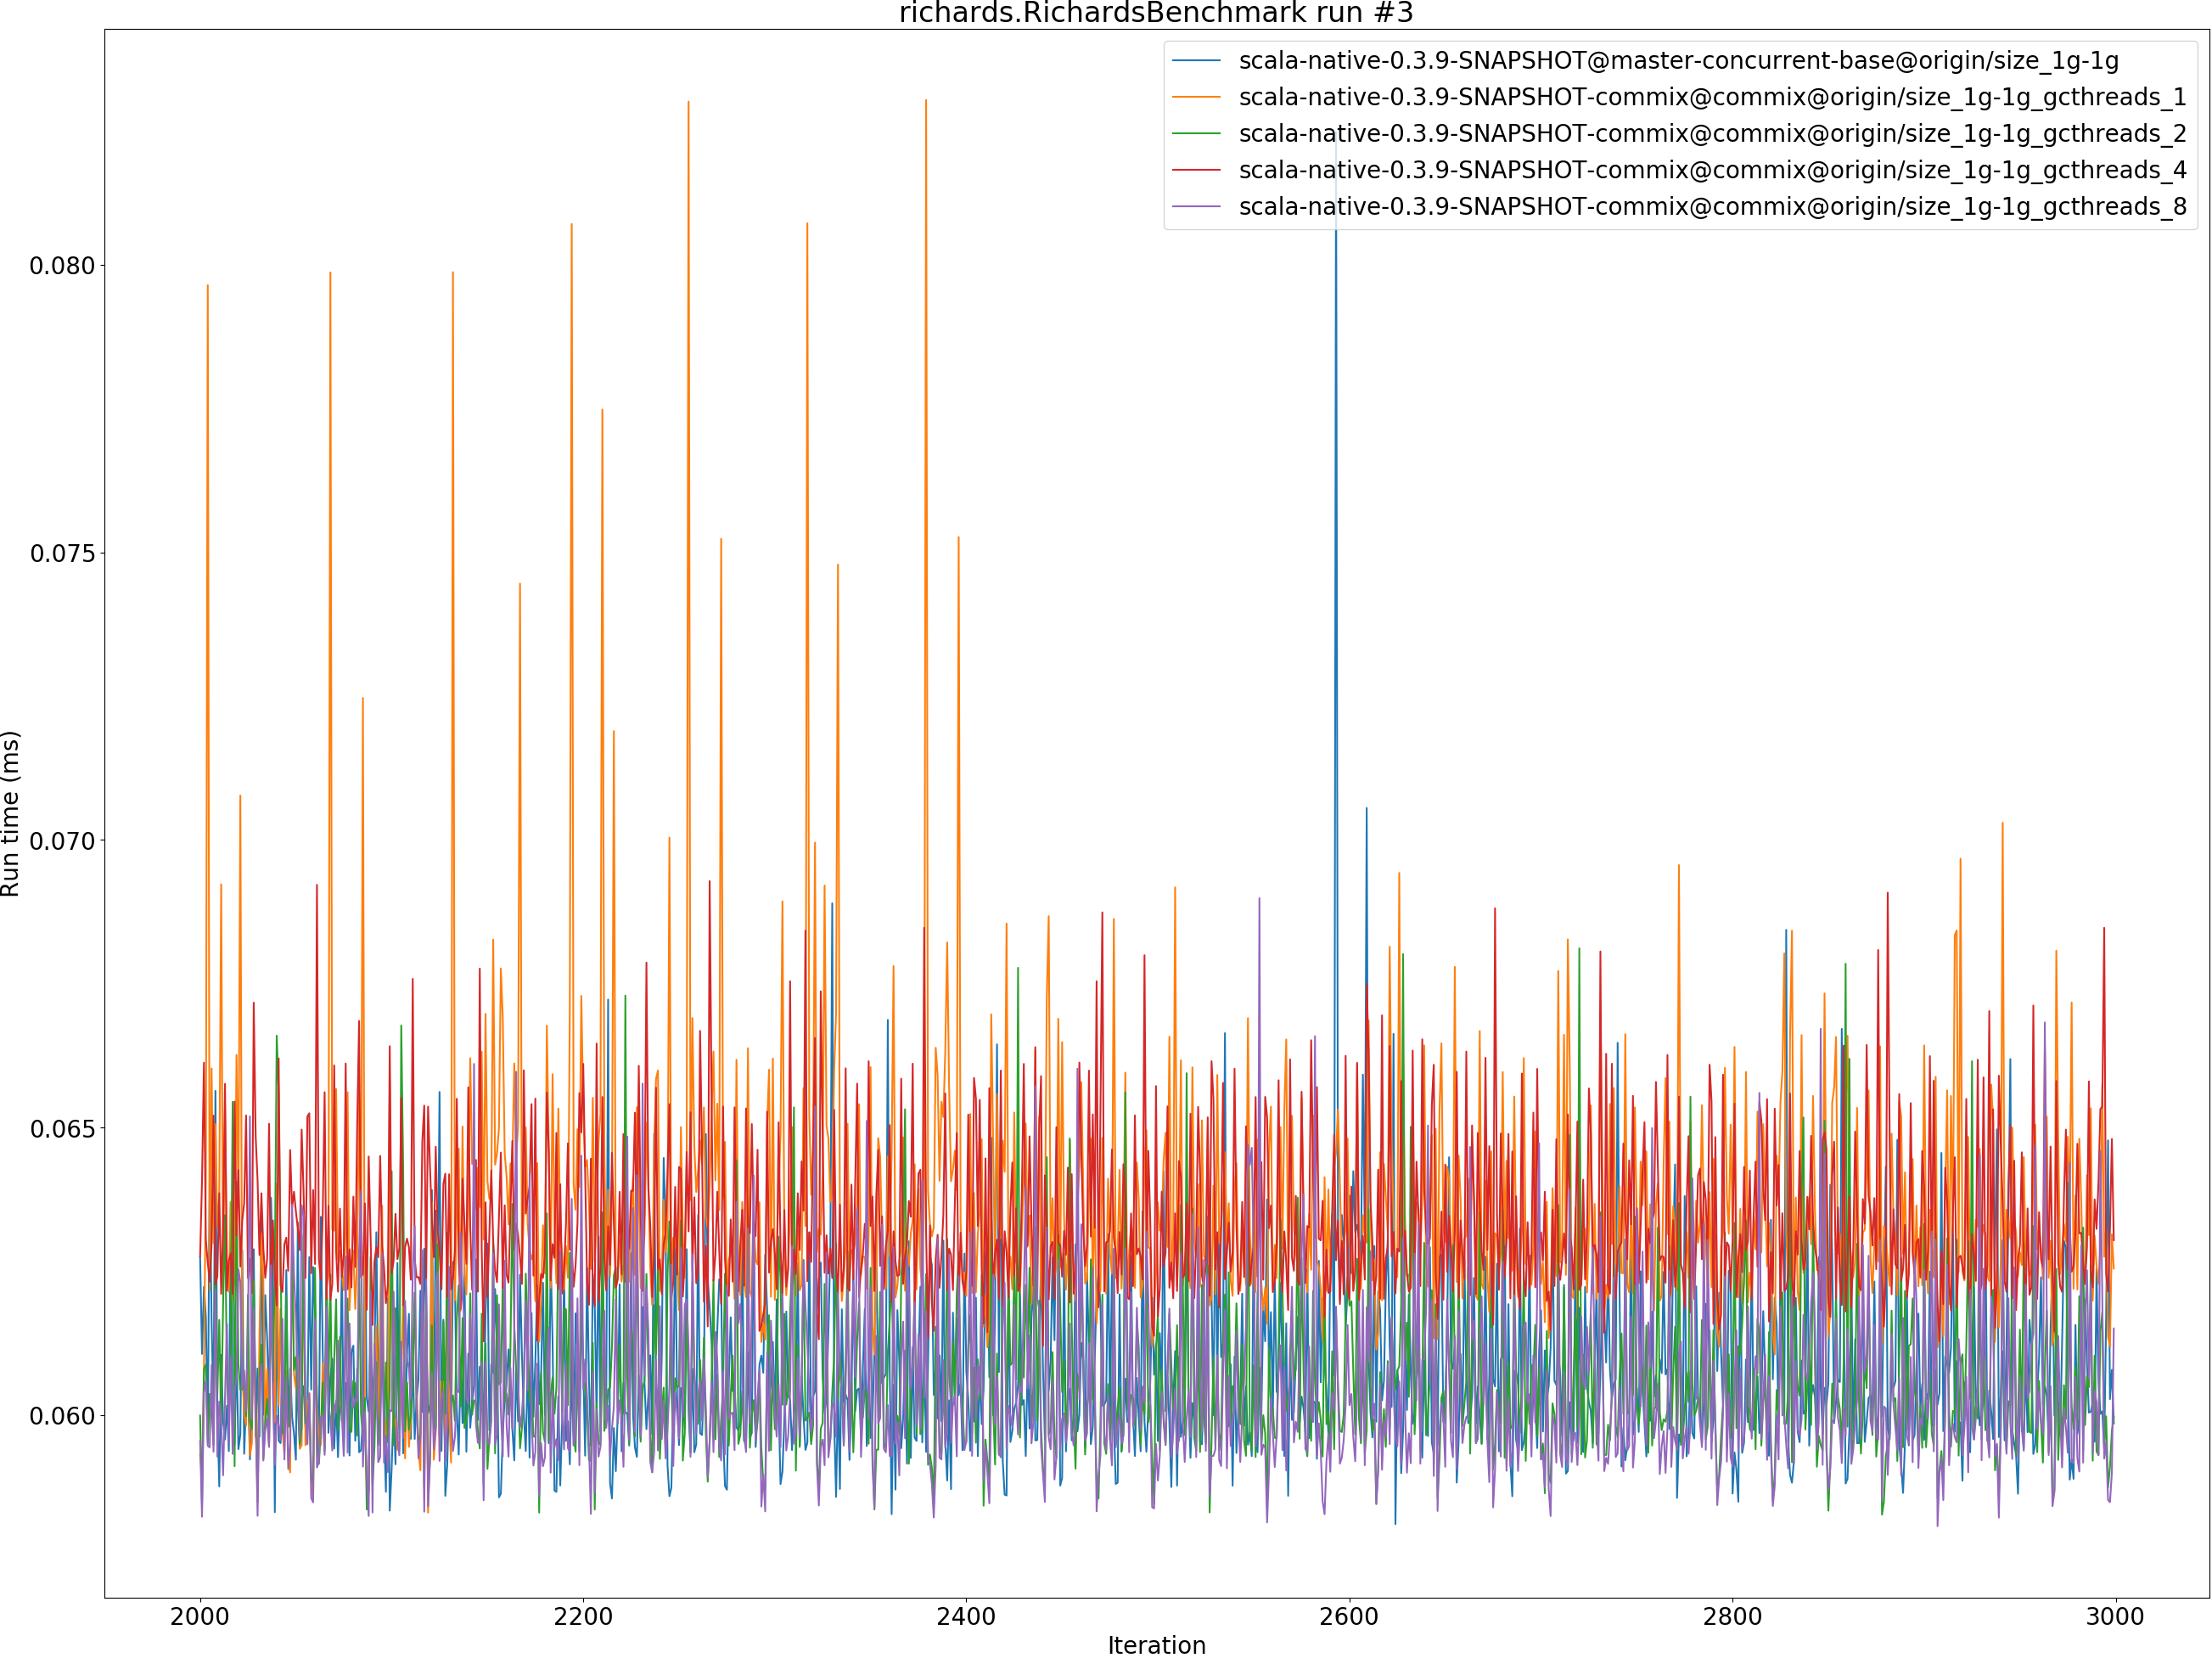 richards.RichardsBenchmark run #3
scala-native-0.3.9-SNAPSHOT@master-concurrent-base@origin/size_1g-1g
scala-native-0.3.9-SNAPSHOT-commix@commix@origin/size_1g-1g_gcthreads_1
scala-native-0.3.9-SNAPSHOT-commix@commix@origin/size_1g-1g_gcthreads_2
scala-native-0.3.9-SNAPSHOT-commix@commix@origin/size_1g-1g_gcthreads_4
scala-native-0.3.9-SNAPSHOT-commix@commix@origin/size_1g-1g_gcthreads_8
0.080
0.075
0.070
0.065
0.060
Run time (ms)
2000 2200 2400 2600 2800 3000
Iteration